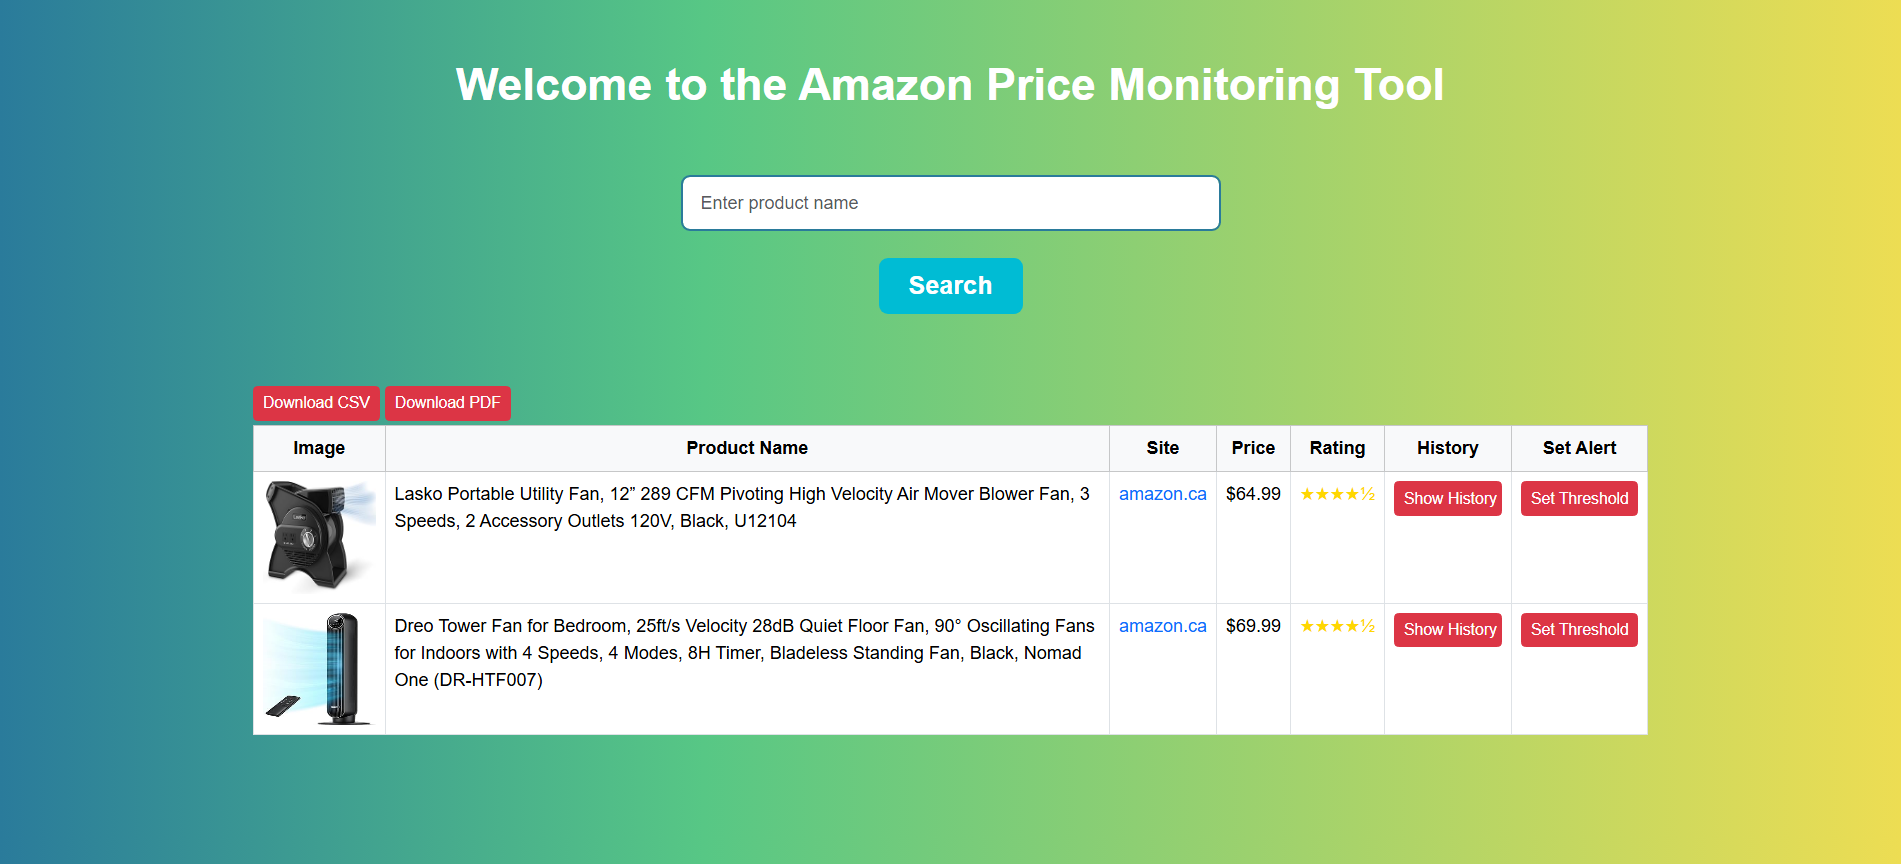 Welcome to the Amazon Price Monitoring Tool
Enter product name
Search
Download CSV Download PDF
Image Product Name Site Price Rating History Set Alert
Lasko Portable Utility Fan, 12” 289 CFM Pivoting High Velocity Air Mover Blower Fan, 3 amazon.ca $64.99 ★★★★½ Show History Set Threshold
Speeds, 2 Accessory Outlets 120V, Black, U12104
Dreo Tower Fan for Bedroom, 25ft/s Velocity 28dB Quiet Floor Fan, 90° Oscillating Fans amazon.ca $69.99 ★★★★½ Show History Set Threshold
for Indoors with 4 Speeds, 4 Modes, 8H Timer, Bladeless Standing Fan, Black, Nomad
One (DR-HTF007)